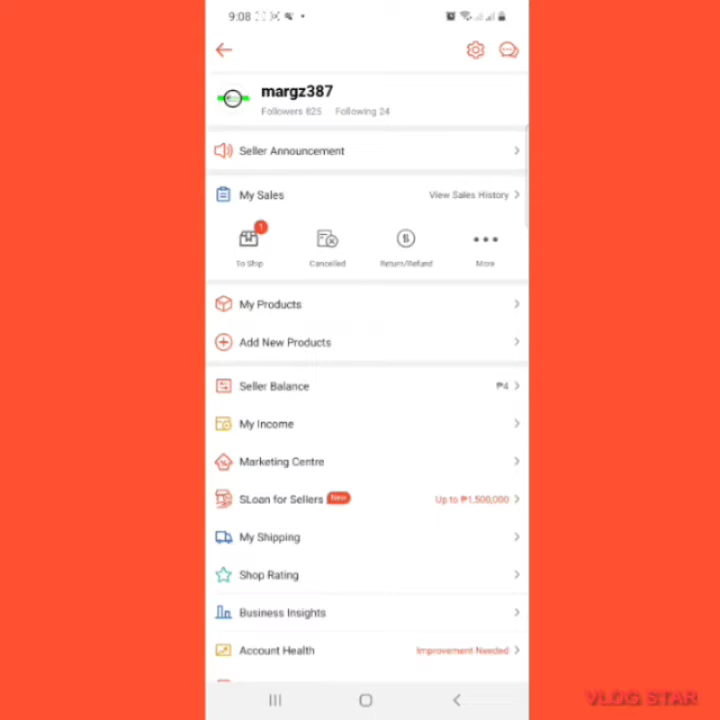 9:08
margz387
Followers 825 Following 24
Seller Announcement
My Sales View Sales History
1
To Ship Cancelled Return/Refund More
My Products
Add New Products
Seller Balance ₱4
My Income
Marketing Centre
SLoan for Sellers New Up to ₱1,500,000
My Shipping
Shop Rating
Business Insights
Account Health Improvement Needed
VLOG STAR